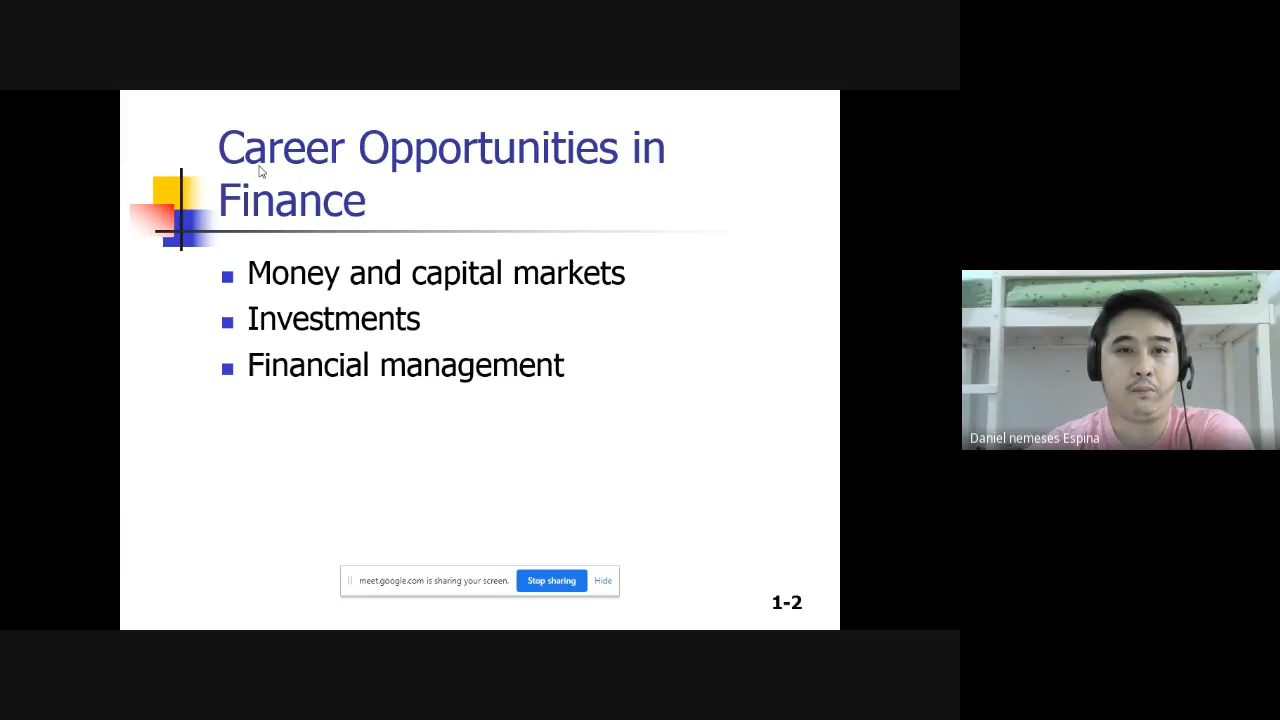 Career Opportunities in
Finance
Money and capital markets
Investments
Financial management
meet.google.com is sharing your screen. Stop sharing Hide
1-2
Daniel nemeses Espina